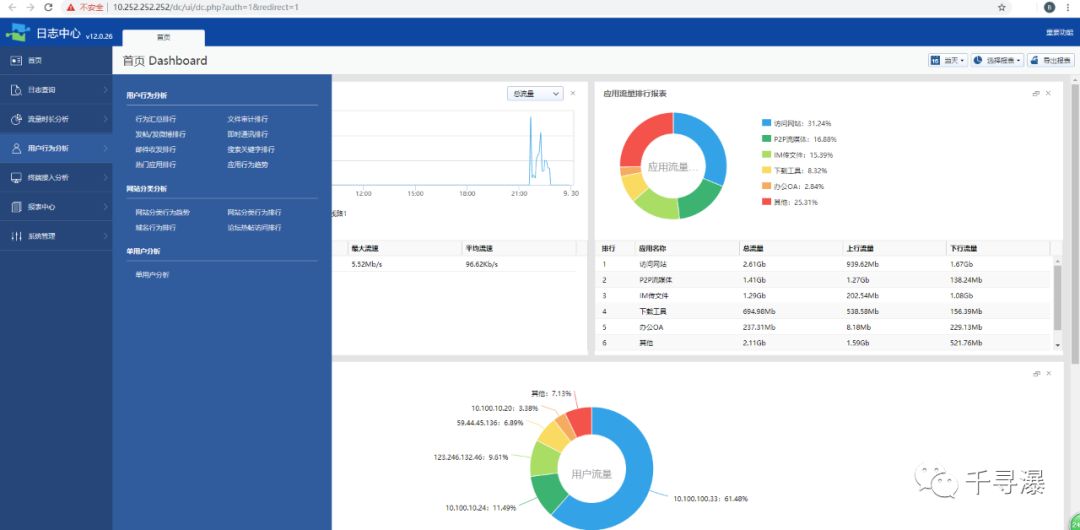 不安全 | 10.252.252.252/dc/ui/dc.php?auth=1&redirect=1
日志中心 v12.0.26
首页
重要功能
首页
日志查询
流量时长分析
用户行为分析
终端接入分析
报表中心
系统管理
首页 Dashboard
当天
选择报表
导出报表
用户行为分析
行为汇总排行 文件审计排行
发帖/发微博排行 即时通讯排行
邮件收发排行 搜索关键字排行
热门应用排行 应用行为趋势
网站分类分析
网站分类行为趋势 网站分类行为排行
域名行为排行 论坛热帖访问排行
单用户分析
单用户分析
总流量
12:00 15:00 18:00 21:00 9. 30
最大流速 平均流速
5.52Mb/s 96.62Kb/s
应用流量排行报表
应用流量...
访问网站: 31.24%
P2P流媒体: 16.88%
IM传文件: 15.39%
下载工具: 8.32%
办公OA: 2.84%
其他: 25.31%
排行 应用名称 总流量 上行流量 下行流量
1 访问网站 2.61Gb 939.62Mb 1.67Gb
2 P2P流媒体 1.41Gb 1.27Gb 138.24Mb
3 IM传文件 1.29Gb 202.54Mb 1.08Gb
4 下载工具 694.98Mb 538.58Mb 156.39Mb
5 办公OA 237.31Mb 8.18Mb 229.13Mb
6 其他 2.11Gb 1.59Gb 521.76Mb
其他: 7.13%
10.100.10.20: 3.38%
59.44.45.136: 6.89%
123.246.132.46: 9.61%
用户流量
10.100.10.24: 11.49%
10.100.100.33: 61.48%
千寻瀑